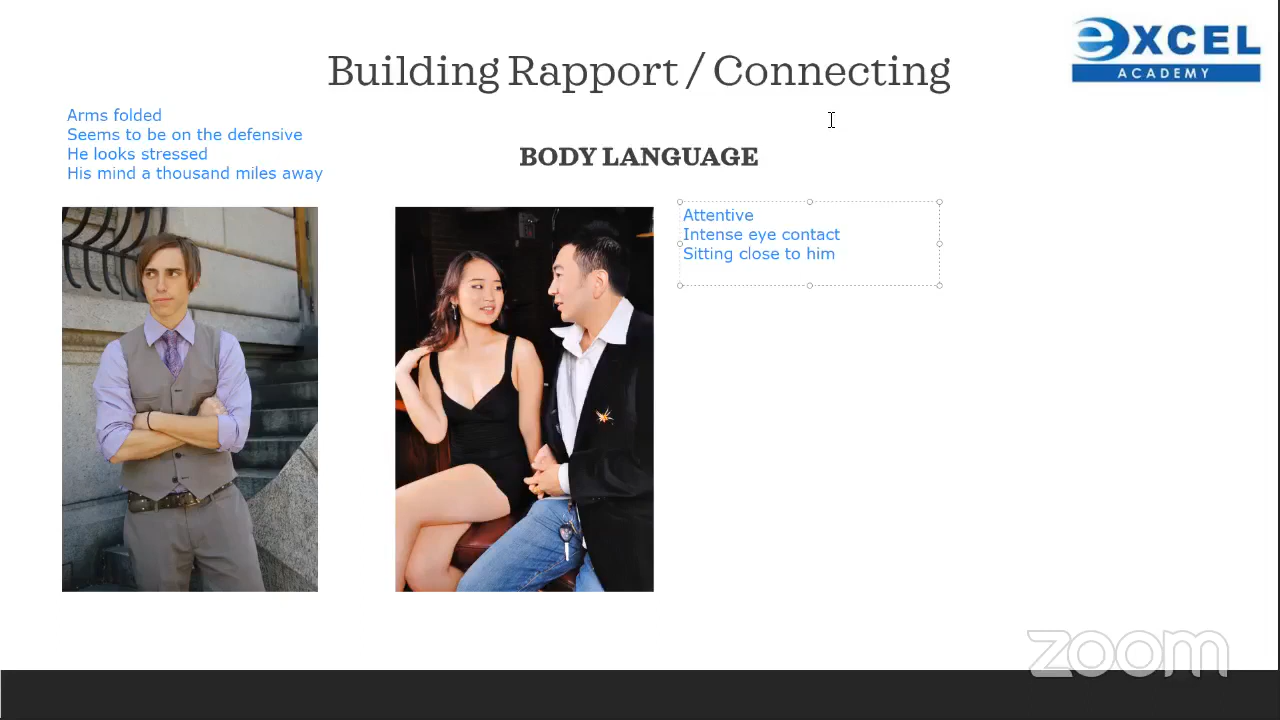 Building Rapport / Connecting
eXCEL
ACADEMY
Arms folded
Seems to be on the defensive
He looks stressed
His mind a thousand miles away
BODY LANGUAGE
Attentive
Intense eye contact
Sitting close to him
zoom